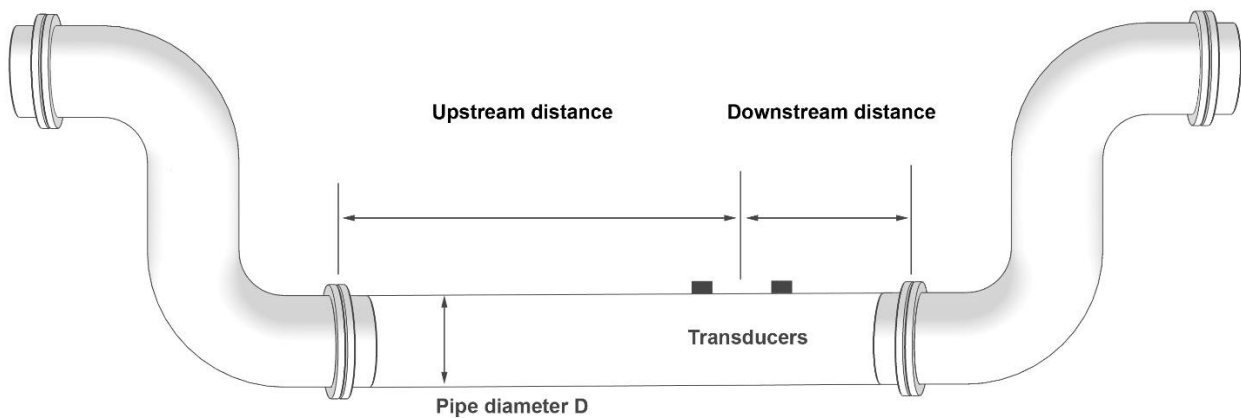 Upstream distance
Downstream distance
Transducers
Pipe diameter D